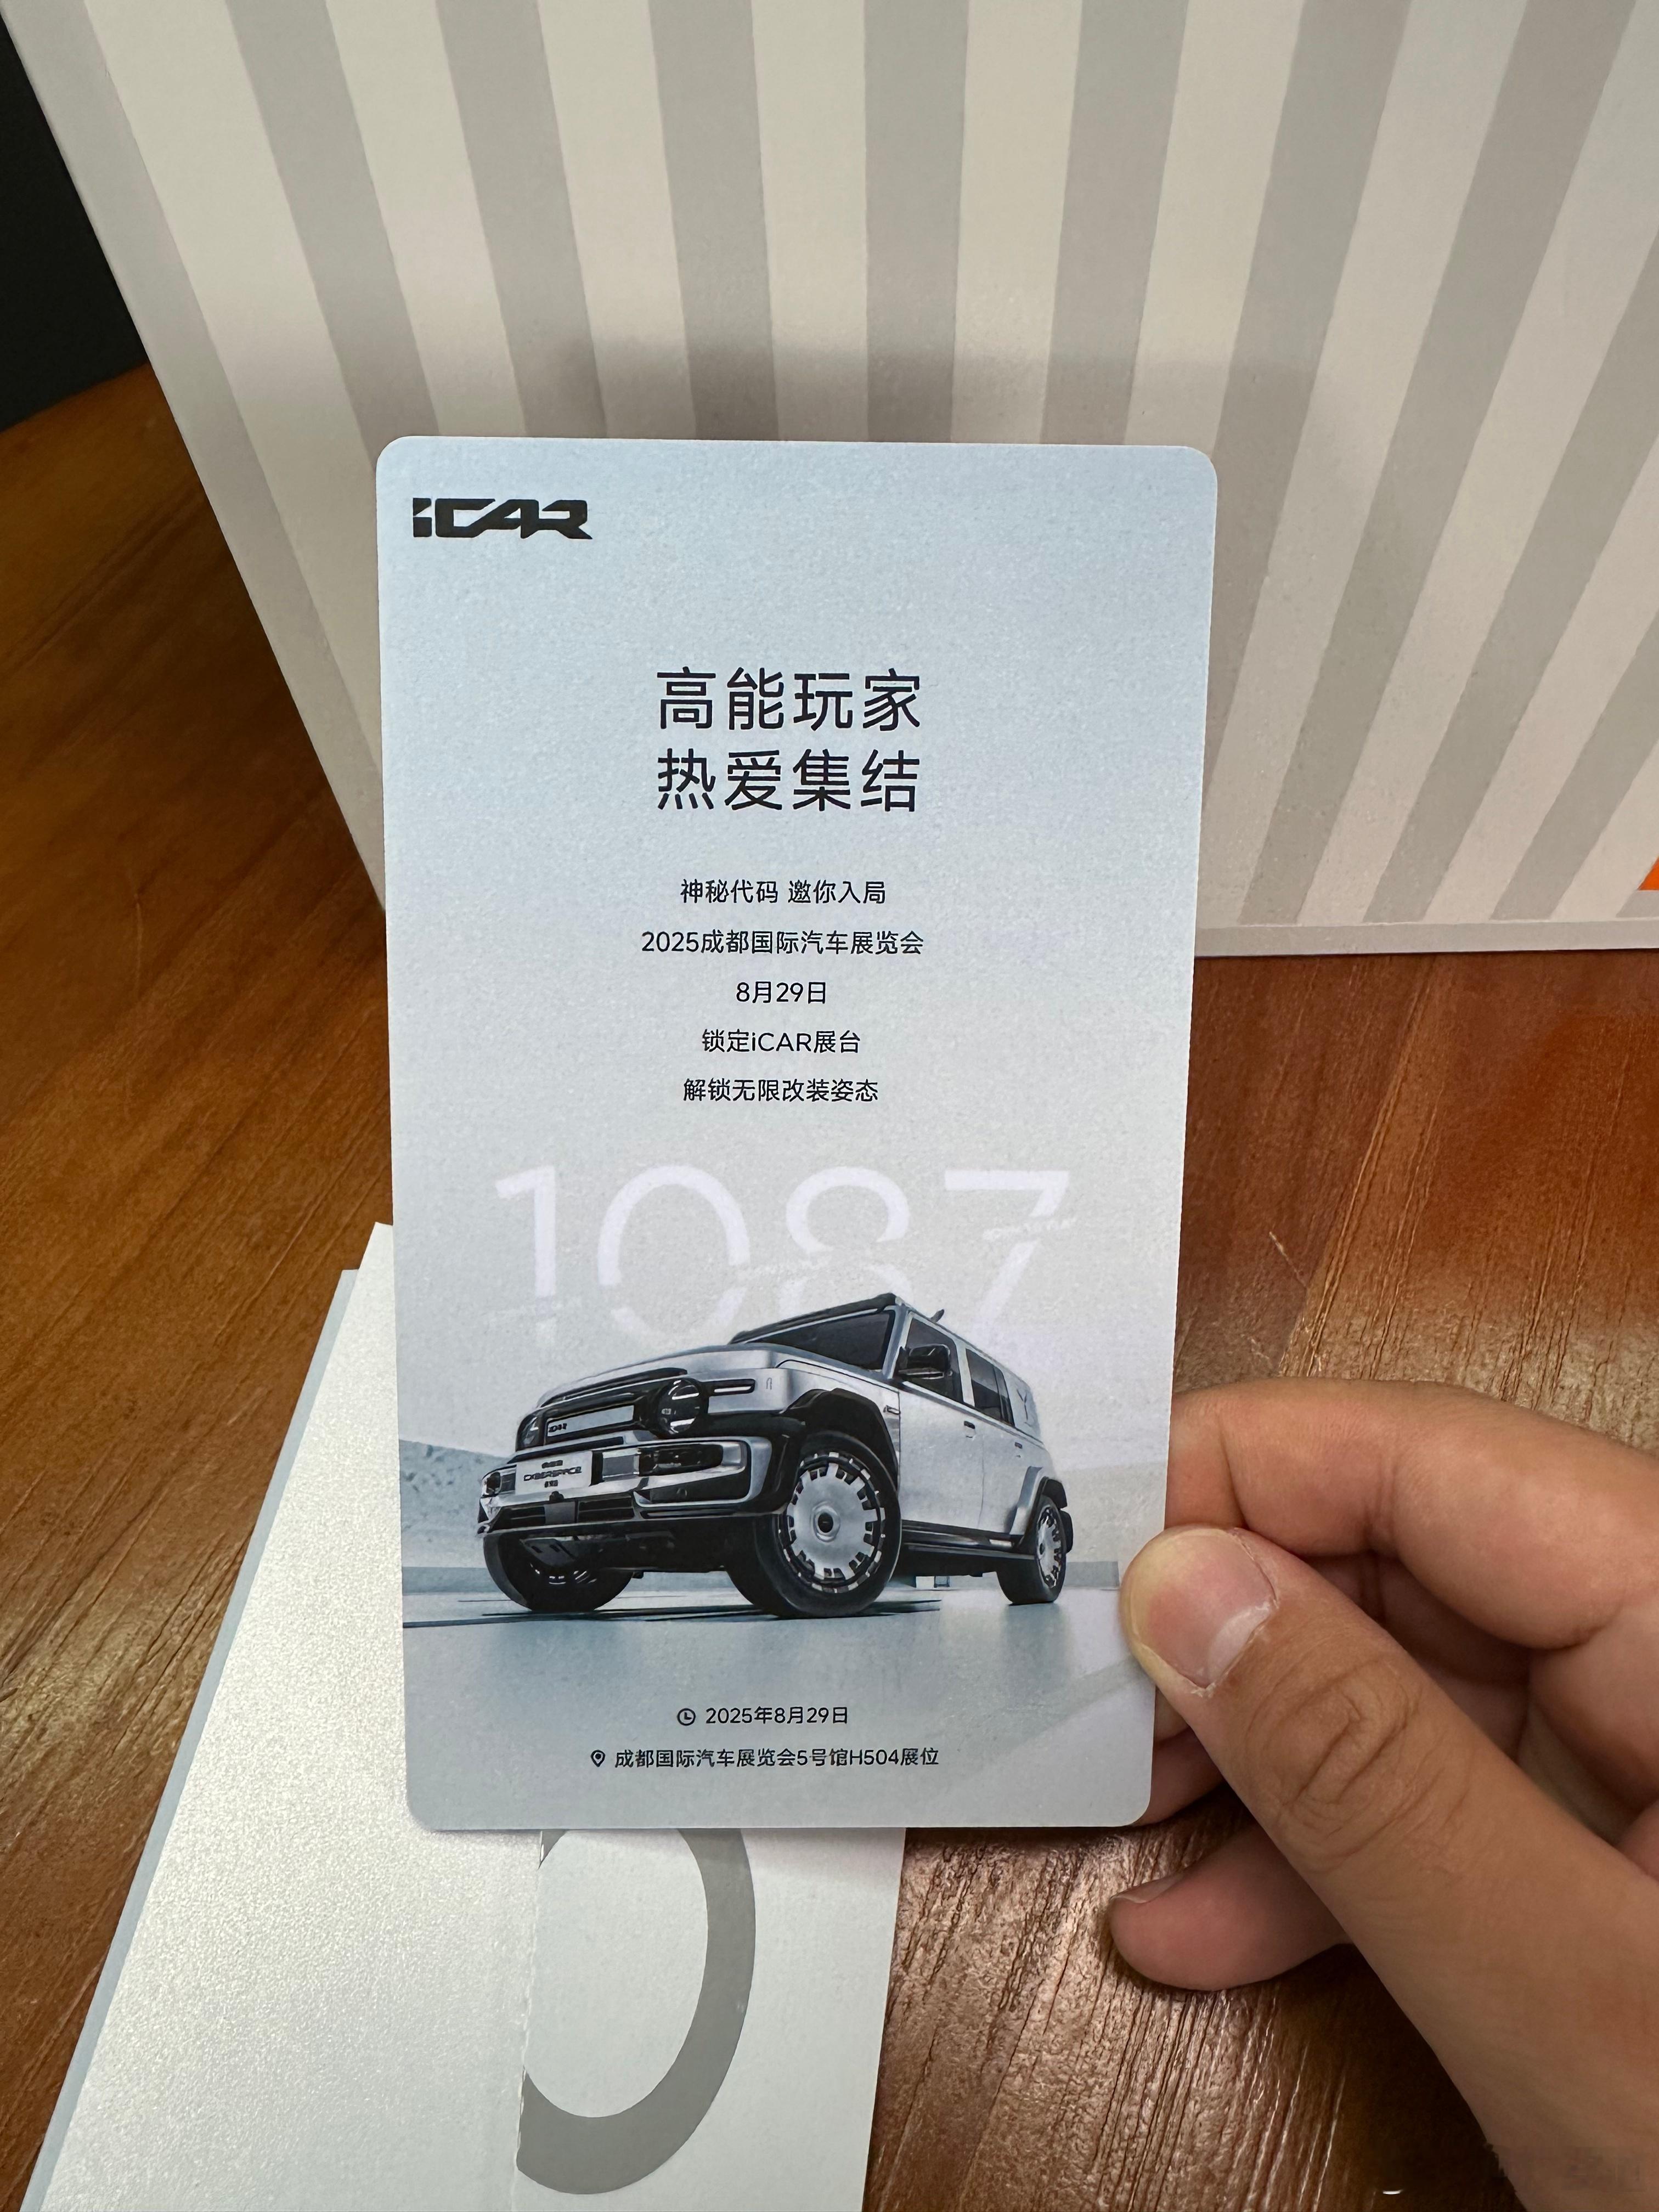 iCAR
高能玩家
热爱集结
神秘代码 邀你入局
2025成都国际汽车展览会
8月29日
锁定iCAR展台
解锁无限改装姿态
1087
iCAR
CYBERSPACE
2025年8月29日
成都国际汽车展览会5号馆H504展位